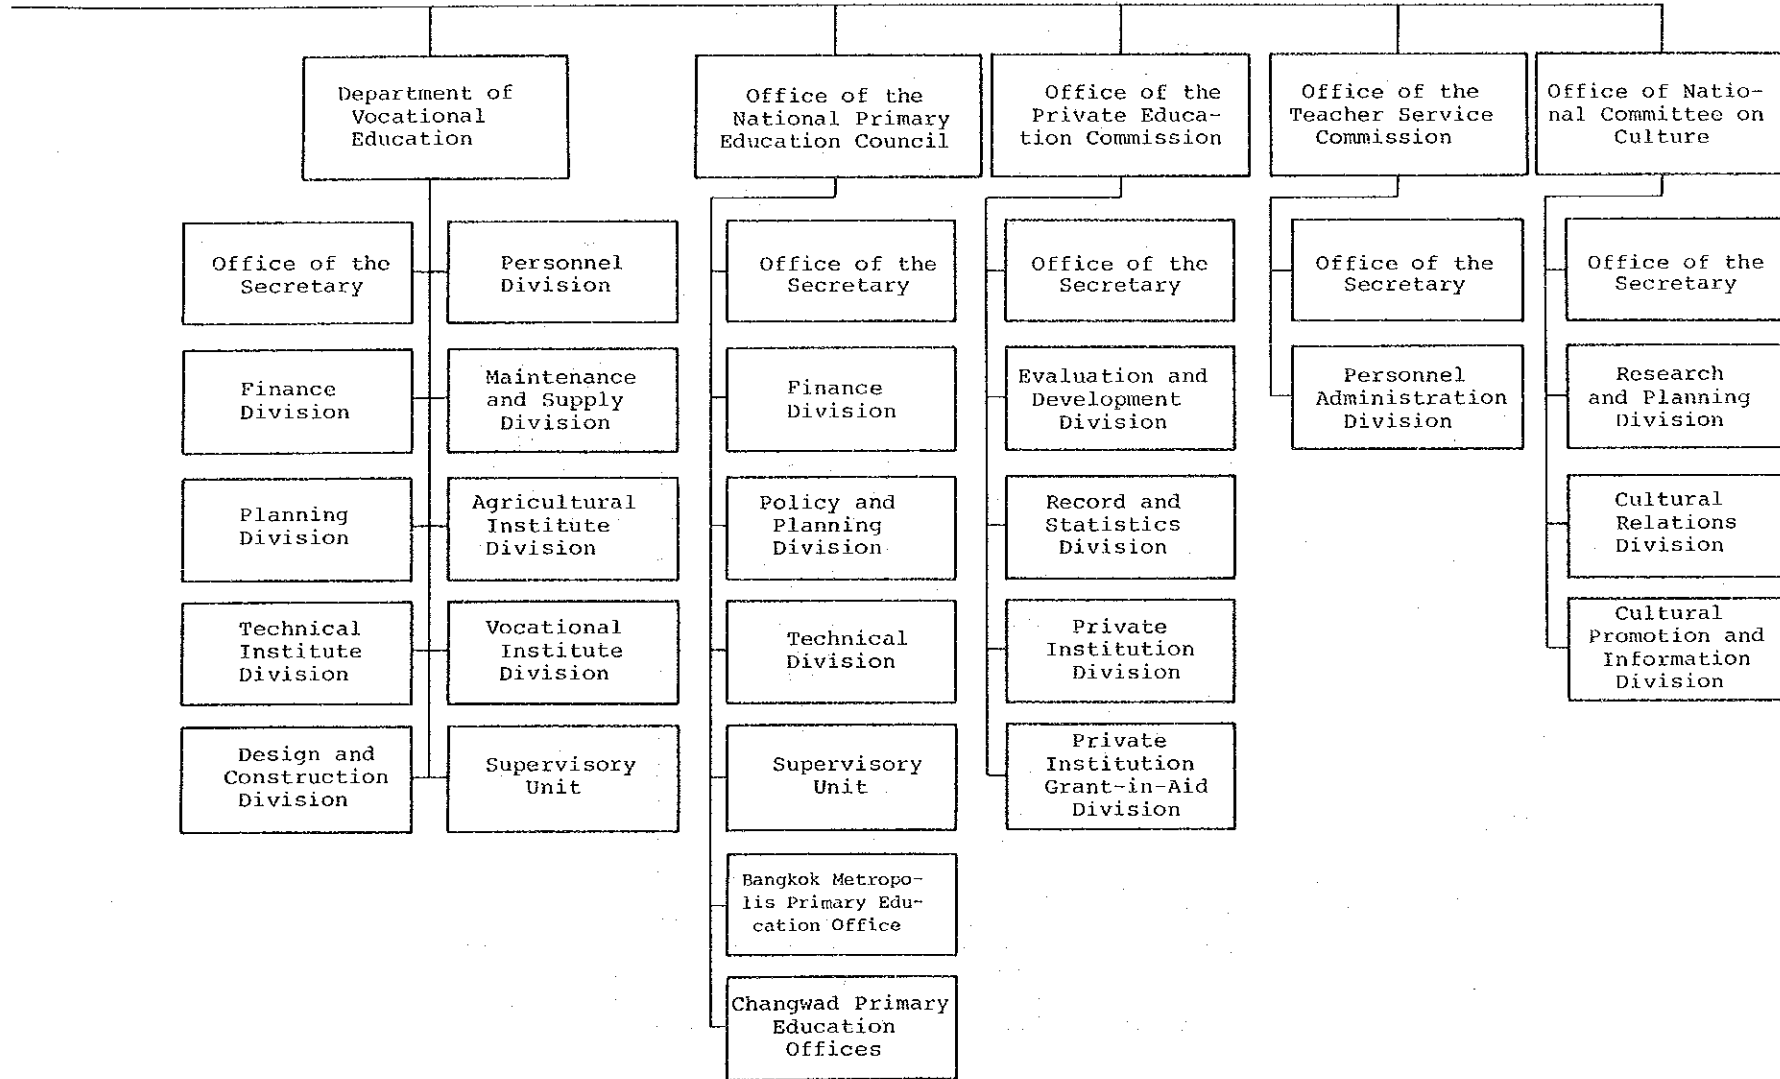 Department of
Vocational
Education
Office of the
National Primary
Education Council
Office of the
Private Educa-
tion Commission
Office of the
Teacher Service
Commission
Office of Natio-
nal Committee on
Culture
Office of the
Secretary
Personnel
Division
Finance
Division
Maintenance
and Supply
Division
Planning
Division
Agricultural
Institute
Division
Technical
Institute
Division
Vocational
Institute
Division
Design and
Construction
Division
Supervisory
Unit
Office of the
Secretary
Finance
Division
Policy and
Planning
Division
Technical
Division
Supervisory
Unit
Bangkok Metropo-
lis Primary Edu-
cation Office
Changwad Primary
Education
Offices
Office of the
Secretary
Evaluation and
Development
Division
Record and
Statistics
Division
Private
Institution
Division
Private
Institution
Grant-in-Aid
Division
Office of the
Secretary
Personnel
Administration
Division
Office of the
Secretary
Research
and Planning
Division
Cultural
Relations
Division
Cultural
Promotion and
Information
Division